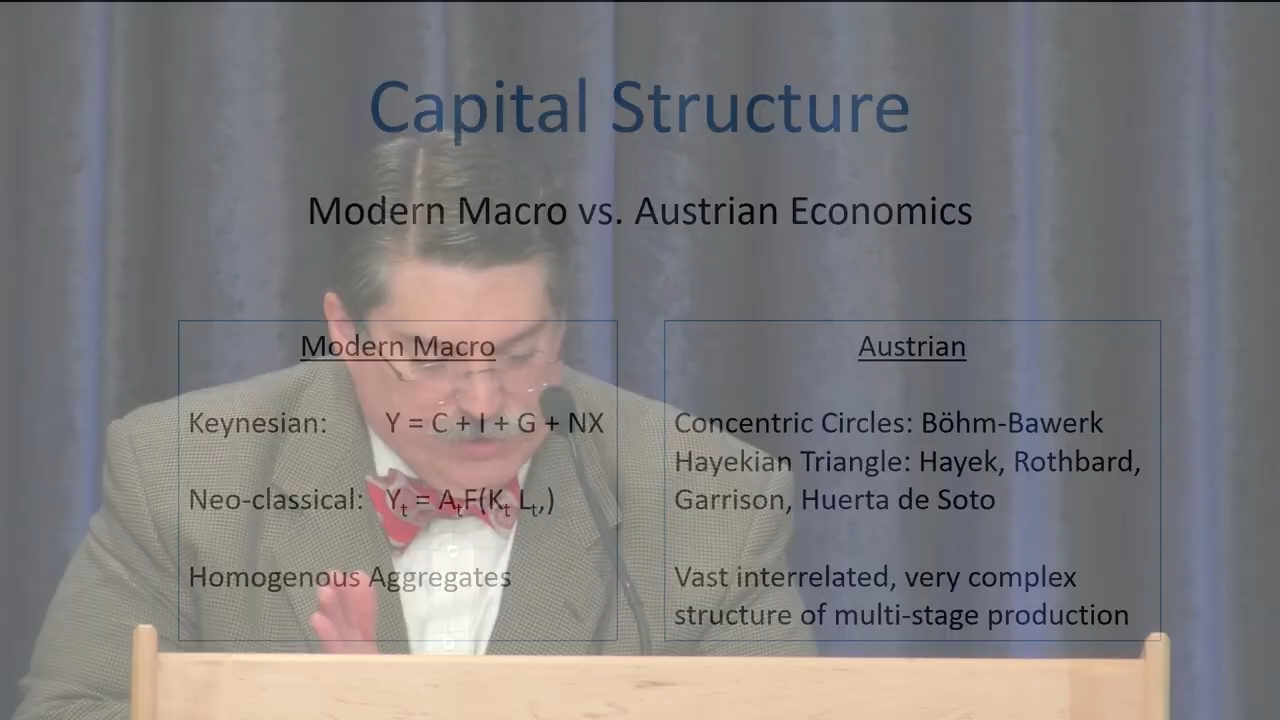 Capital Structure
Modern Macro vs. Austrian Economics
Modern Macro
Keynesian: Y = C + I + G + NX
Neo-classical: Yt = AtF(Kt Lt,)
Homogenous Aggregates
Austrian
Concentric Circles: Böhm-Bawerk
Hayekian Triangle: Hayek, Rothbard,
Garrison, Huerta de Soto
Vast interrelated, very complex
structure of multi-stage production